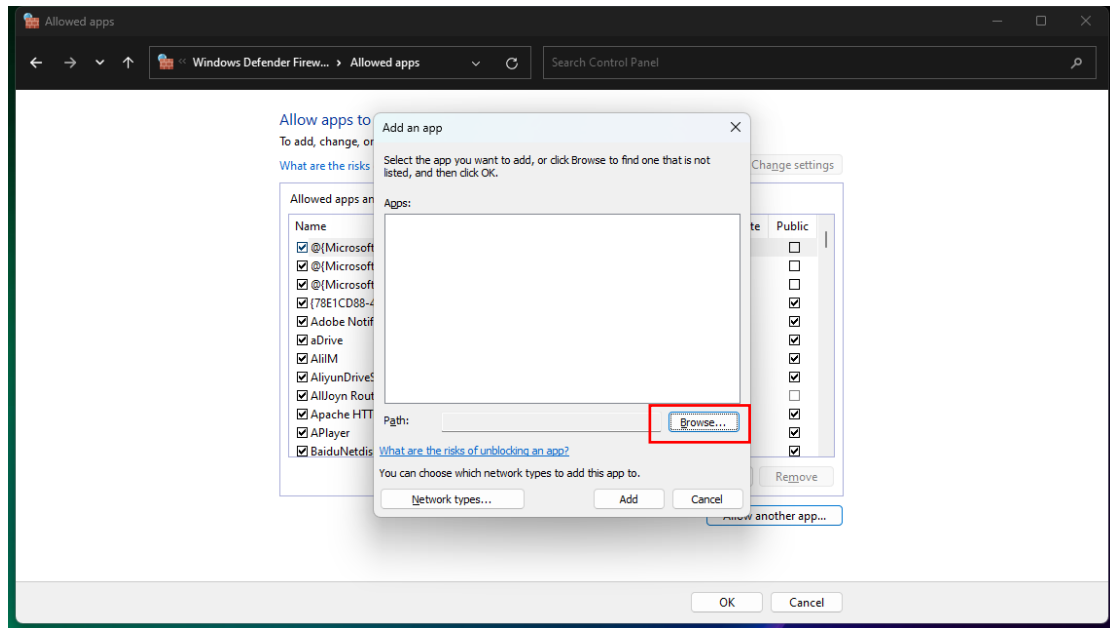 Allowed apps
« Windows Defender Firew... › Allowed apps
Search Control Panel
Allow apps to
To add, change, or
What are the risks
Change settings
Allowed apps an
Name
te Public
@{Microsoft
@{Microsoft
@{Microsoft
{78E1CD88-4
Adobe Notif
aDrive
AliIM
AliyunDriveS
AllJoyn Rout
Apache HTT
APlayer
BaiduNetdis
Remove
Allow another app...
OK
Cancel
Add an app
Select the app you want to add, or click Browse to find one that is not
listed, and then click OK.
Apps:
Path:
Browse...
What are the risks of unblocking an app?
You can choose which network types to add this app to.
Network types...
Add
Cancel